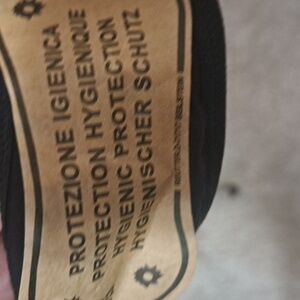 PROTEZIONE IGIENICA
PROTECTION HYGIENIQUE
HYGIENIC PROTECTION
HYGIENISCHER SCHUTZ